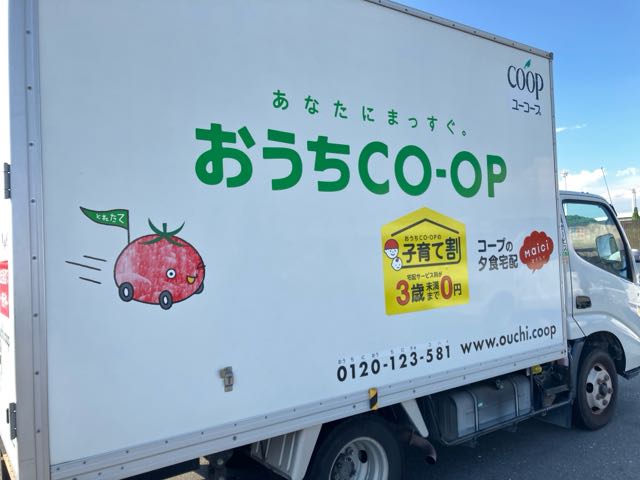 CO・OP
ユーコープ
あなたにまっすぐ。
おうちCO-OP
とれたて
おうちCO-OPの
子育て割
宅配サービス料が
3歳未満まで0円
コープの
夕食宅配
maici
0120-123-581 www.ouchi.coop